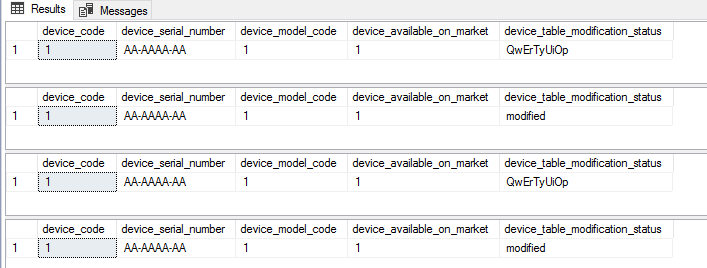 Results Messages
device_code device_serial_number device_model_code device_available_on_market device_table_modification_status
1 1 AA-AAAA-AA 1 1 QwErTyUiOp
device_code device_serial_number device_model_code device_available_on_market device_table_modification_status
1 1 AA-AAAA-AA 1 1 modified
device_code device_serial_number device_model_code device_available_on_market device_table_modification_status
1 1 AA-AAAA-AA 1 1 QwErTyUiOp
device_code device_serial_number device_model_code device_available_on_market device_table_modification_status
1 1 AA-AAAA-AA 1 1 modified